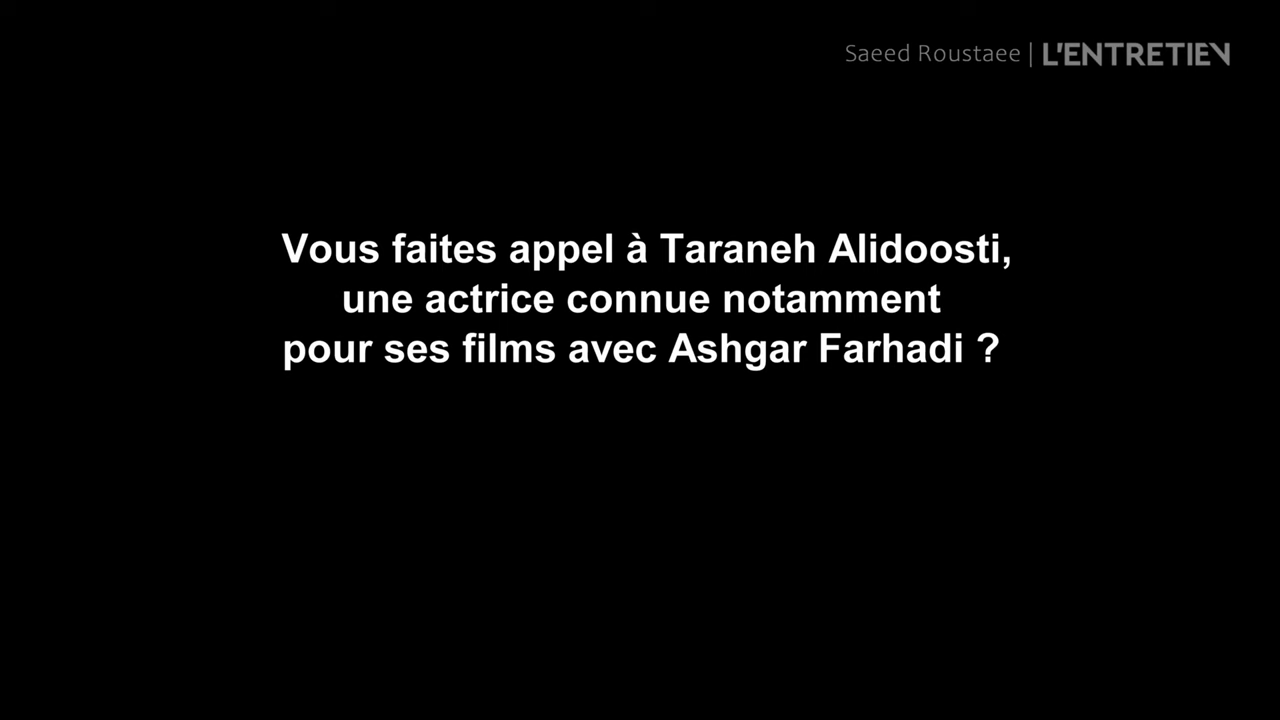 Saeed Roustaee | L'ENTRETIEN
Vous faites appel à Taraneh Alidoosti,
une actrice connue notamment
pour ses films avec Ashgar Farhadi ?